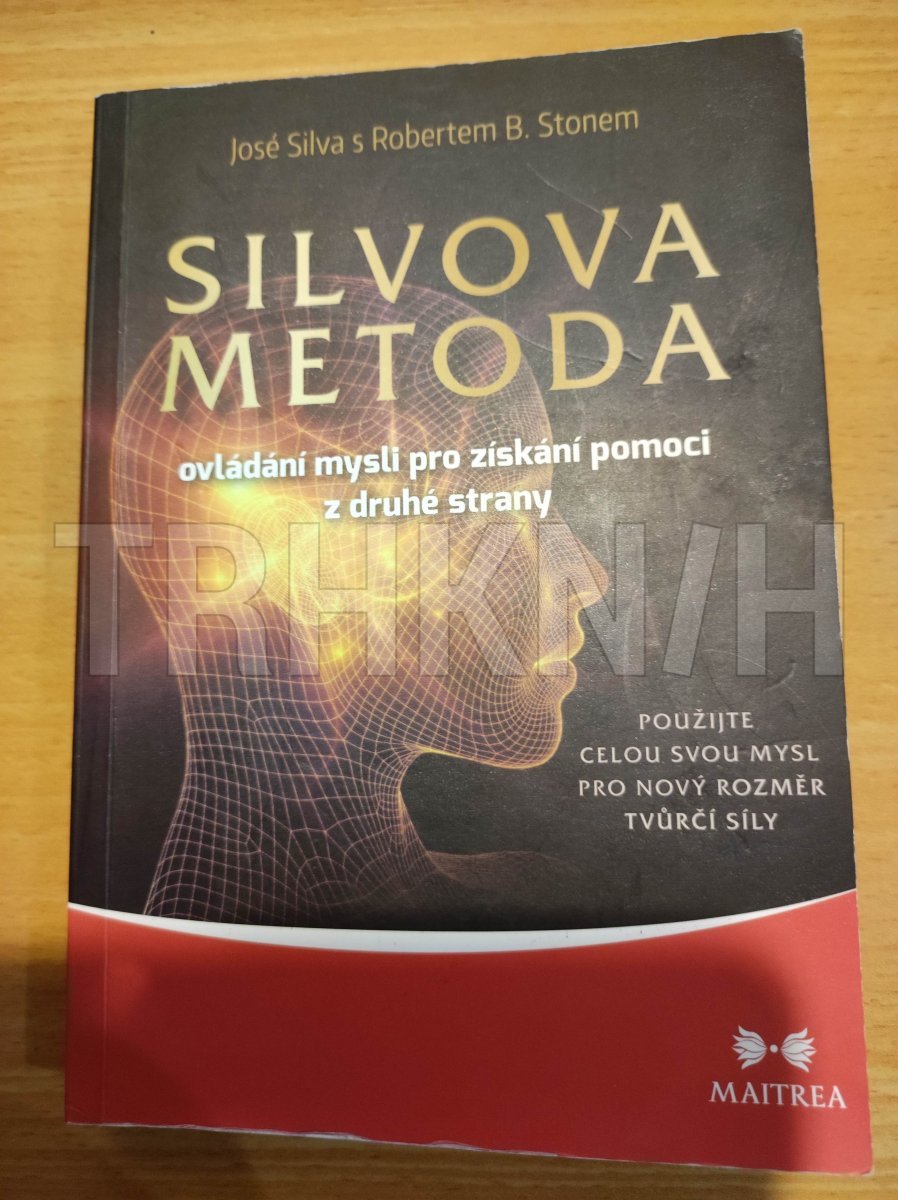 José Silva s Robertem B. Stonem
SILVOVA
METODA
ovládání mysli pro získání pomoci
z druhé strany
TRHKNIH
POUŽIJTE
CELOU SVOU MYSL
PRO NOVÝ ROZMĚR
TVŮRČÍ SÍLY
MAITREA